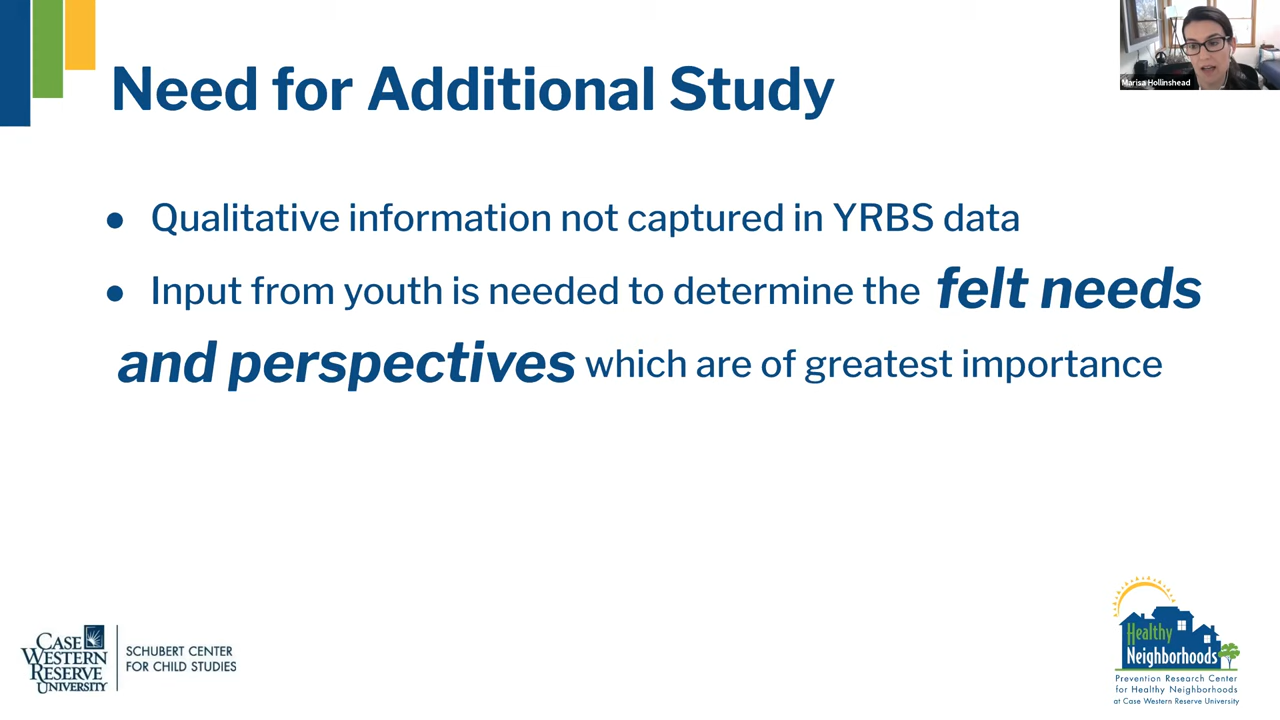 Need for Additional Study
Marisa Hollinshead
● Qualitative information not captured in YRBS data
● Input from youth is needed to determine the felt needs
and perspectives which are of greatest importance
CASE
WESTERN
RESERVE
UNIVERSITY
SCHUBERT CENTER
FOR CHILD STUDIES
Healthy
Neighborhoods
Prevention Research Center
for Healthy Neighborhoods
at Case Western Reserve University